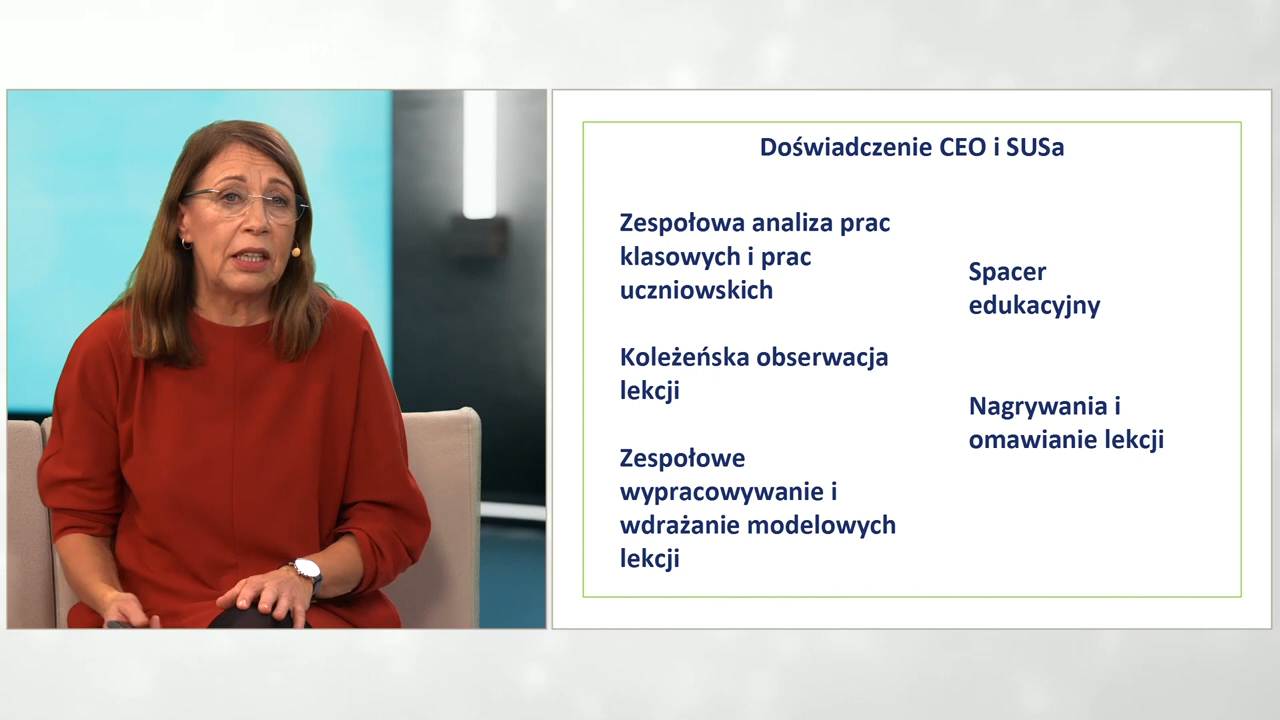 Doświadczenie CEO i SUSa
Zespołowa analiza prac
klasowych i prac
uczniowskich
Koleżeńska obserwacja
lekcji
Zespołowe
wypracowywanie i
wdrażanie modelowych
lekcji
Spacer
edukacyjny
Nagrywania i
omawianie lekcji